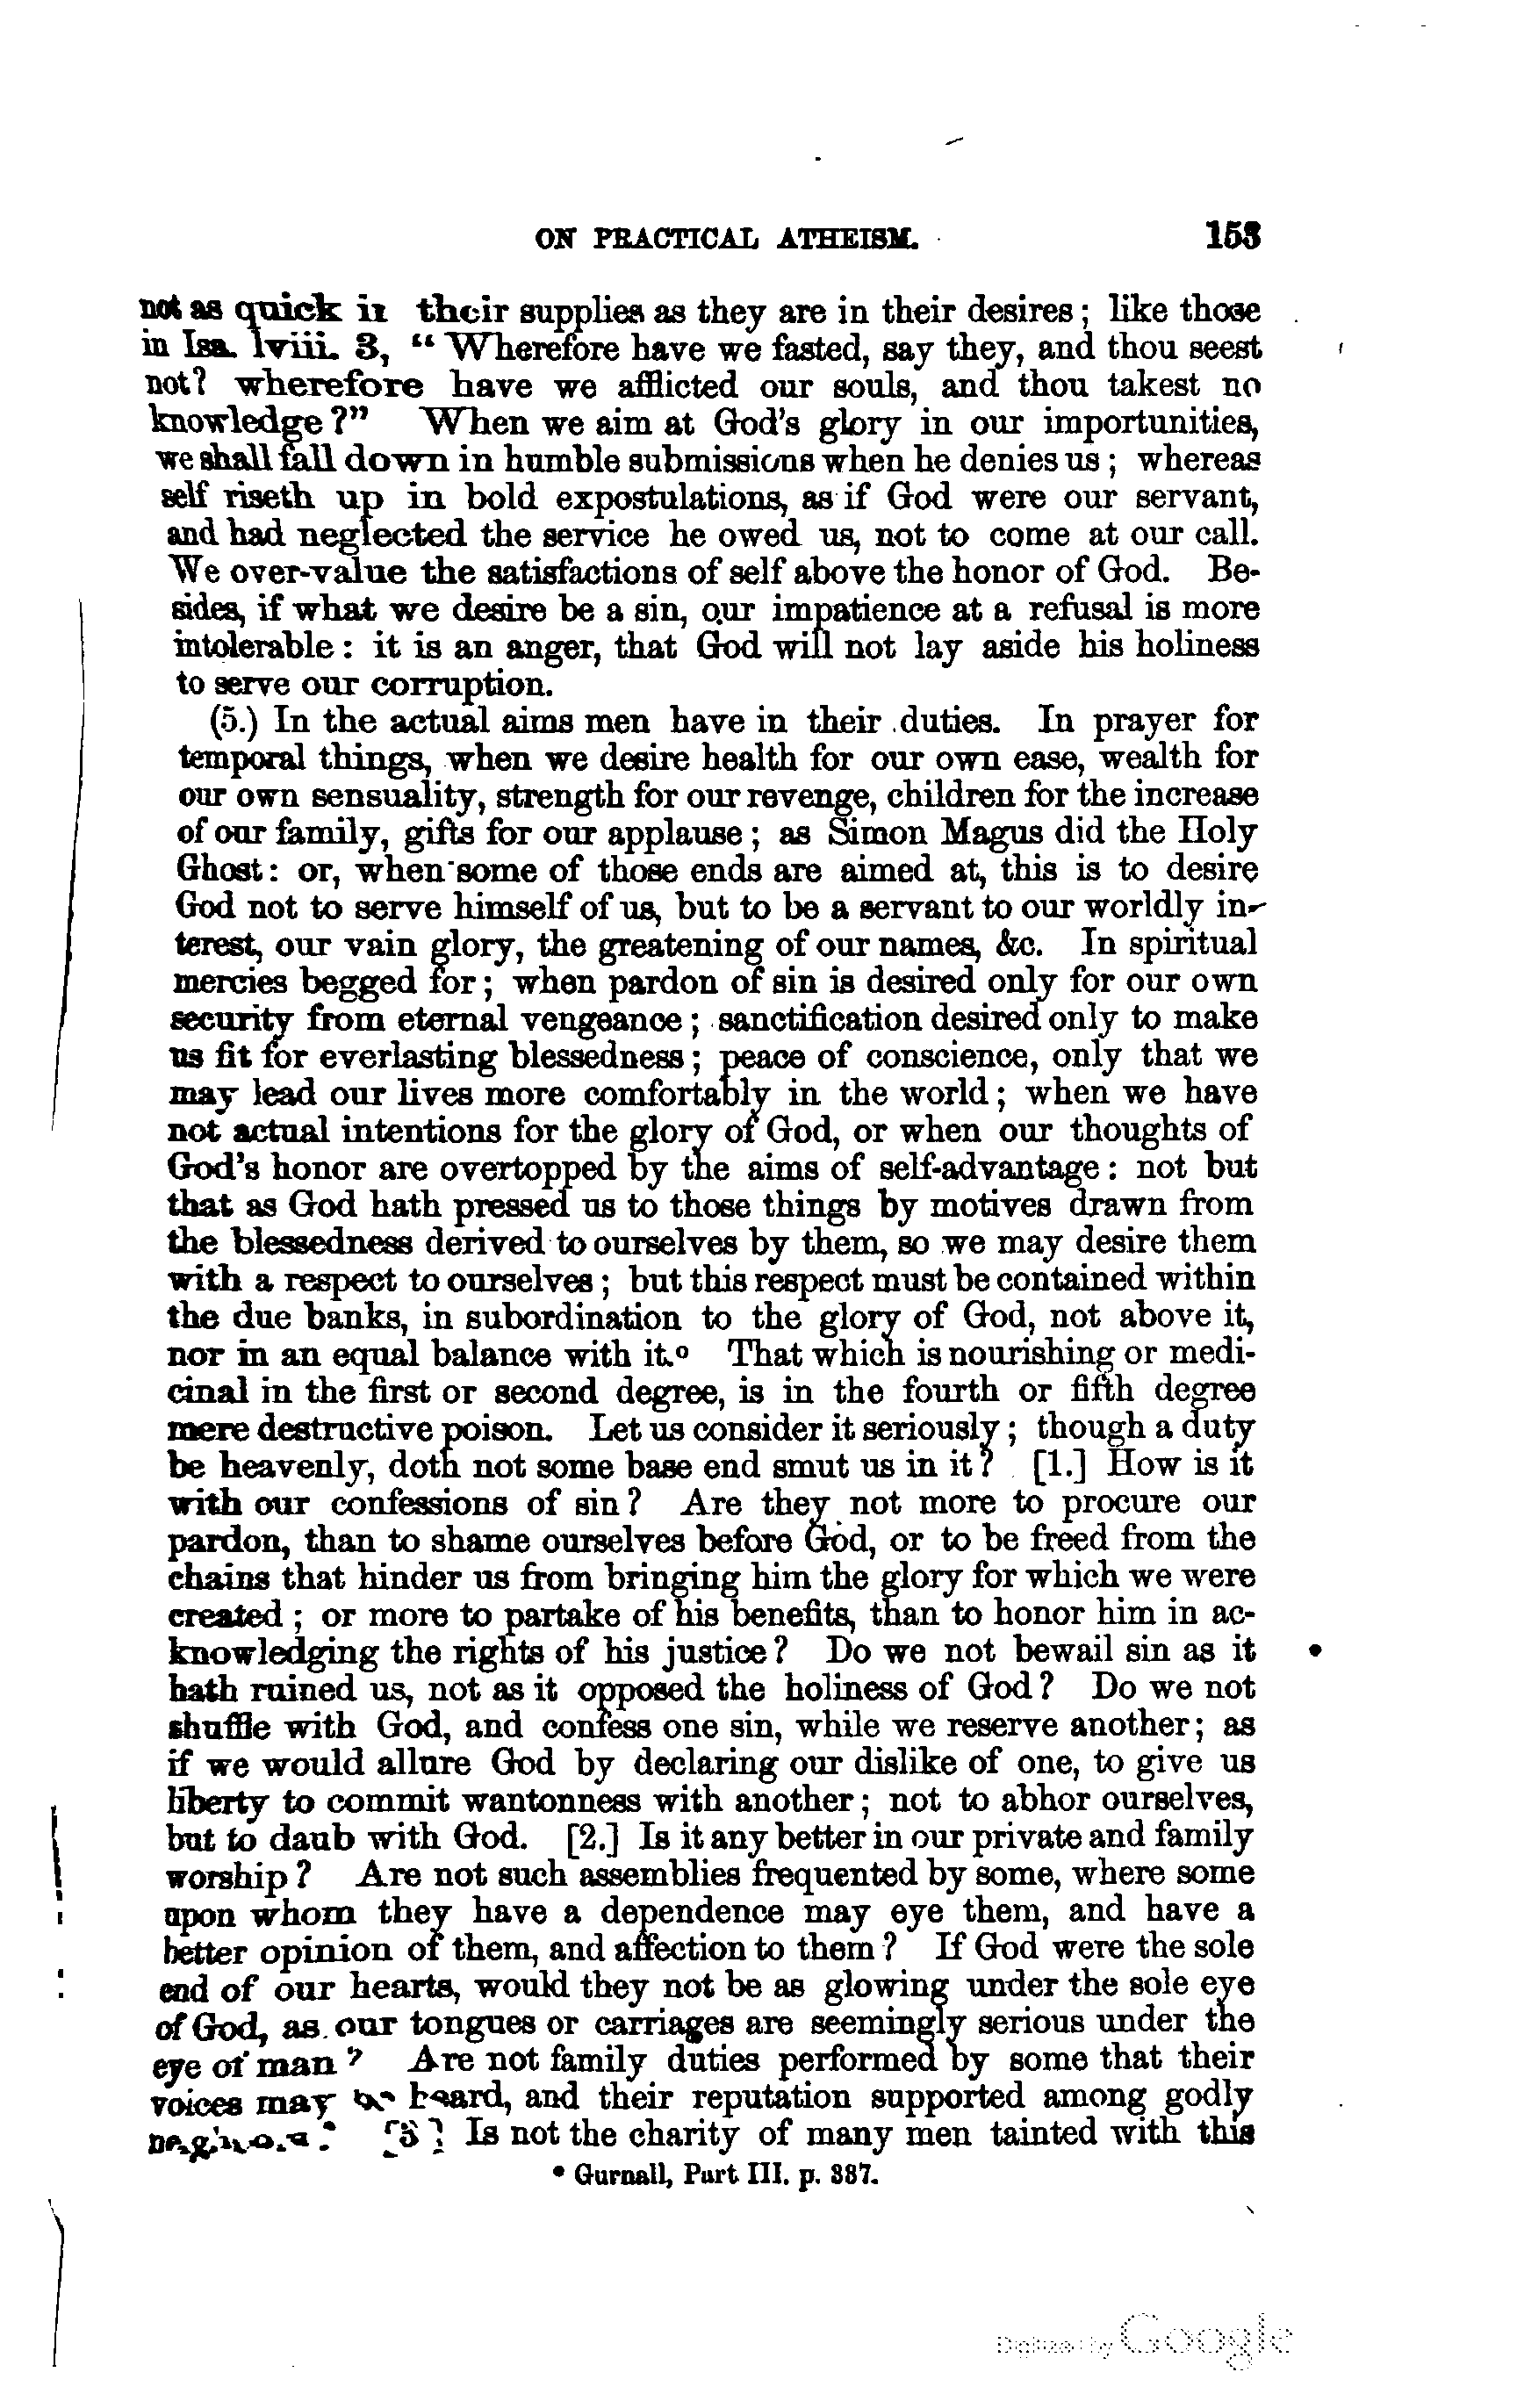 ON PRACTICAL ATHEISM. 153
not as quick in their supplies as they are in their desires; like those
in Isa. lviii. 3, “Wherefore have we fasted, say they, and thou seest
not? wherefore have we afflicted our souls, and thou takest no
knowledge?” When we aim at God's glory in our importunities,
we shall fall down in humble submissions when he denies us; whereas
self riseth up in bold expostulations, as if God were our servant,
and had neglected the service he owed us, not to come at our call.
We over-value the satisfactions of self above the honor of God. Be-
sides, if what we desire be a sin, our impatience at a refusal is more
intolerable: it is an anger, that God will not lay aside his holiness
to serve our corruption.
(5.) In the actual aims men have in their duties. In prayer for
temporal things, when we desire health for our own ease, wealth for
our own sensuality, strength for our revenge, children for the increase
of our family, gifts for our applause; as Simon Magus did the Holy
Ghost: or, when some of those ends are aimed at, this is to desire
God not to serve himself of us, but to be a servant to our worldly in-
terest, our vain glory, the greatening of our names, &c. In spiritual
mercies begged for; when pardon of sin is desired only for our own
security from eternal vengeance; sanctification desired only to make
us fit for everlasting blessedness; peace of conscience, only that we
may lead our lives more comfortably in the world; when we have
not actual intentions for the glory of God, or when our thoughts of
God's honor are overtopped by the aims of self-advantage: not but
that as God hath pressed us to those things by motives drawn from
the blessedness derived to ourselves by them, so we may desire them
with a respect to ourselves; but this respect must be contained within
the due banks, in subordination to the glory of God, not above it,
nor in an equal balance with it.o That which is nourishing or medi-
cinal in the first or second degree, is in the fourth or fifth degree
mere destructive poison. Let us consider it seriously; though a duty
be heavenly, doth not some base end smut us in it? [1.] How is it
with our confessions of sin? Are they not more to procure our
pardon, than to shame ourselves before God, or to be freed from the
chains that hinder us from bringing him the glory for which we were
created; or more to partake of his benefits, than to honor him in ac-
knowledging the rights of his justice? Do we not bewail sin as it
hath ruined us, not as it opposed the holiness of God? Do we not
shuffle with God, and confess one sin, while we reserve another; as
if we would allure God by declaring our dislike of one, to give us
liberty to commit wantonness with another; not to abhor ourselves,
but to daub with God. [2.] Is it any better in our private and family
worship? Are not such assemblies frequented by some, where some
upon whom they have a dependence may eye them, and have a
better opinion of them, and affection to them? If God were the sole
end of our hearts, would they not be as glowing under the sole eye
of God, as our tongues or carriages are seemingly serious under the
eye of man? Are not family duties performed by some that their
voices may be heard, and their reputation supported among godly
[3] Is not the charity of many men tainted with this
• Gurnall, Part III. p. 337.
Digitized by Google